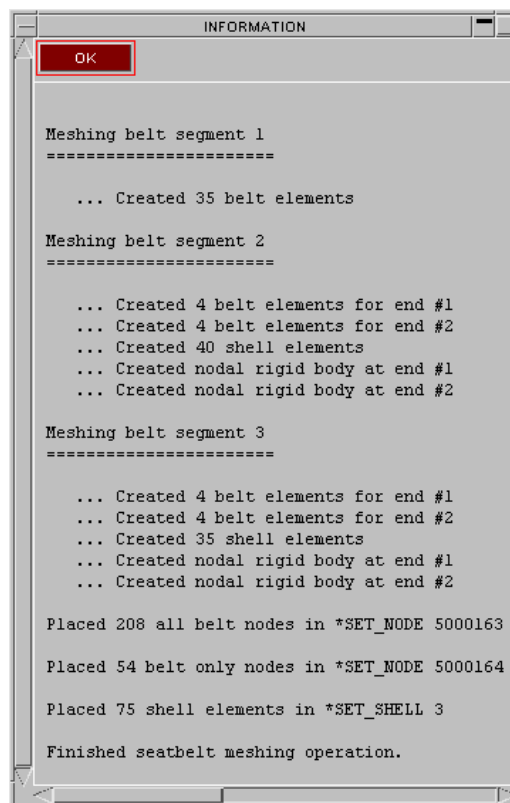 INFORMATION
OK
Meshing belt segment 1
=======================
... Created 35 belt elements
Meshing belt segment 2
=======================
... Created 4 belt elements for end #1
... Created 4 belt elements for end #2
... Created 40 shell elements
... Created nodal rigid body at end #1
... Created nodal rigid body at end #2
Meshing belt segment 3
=======================
... Created 4 belt elements for end #1
... Created 4 belt elements for end #2
... Created 35 shell elements
... Created nodal rigid body at end #1
... Created nodal rigid body at end #2
Placed 208 all belt nodes in *SET_NODE 5000163
Placed 54 belt only nodes in *SET_NODE 5000164
Placed 75 shell elements in *SET_SHELL 3
Finished seatbelt meshing operation.